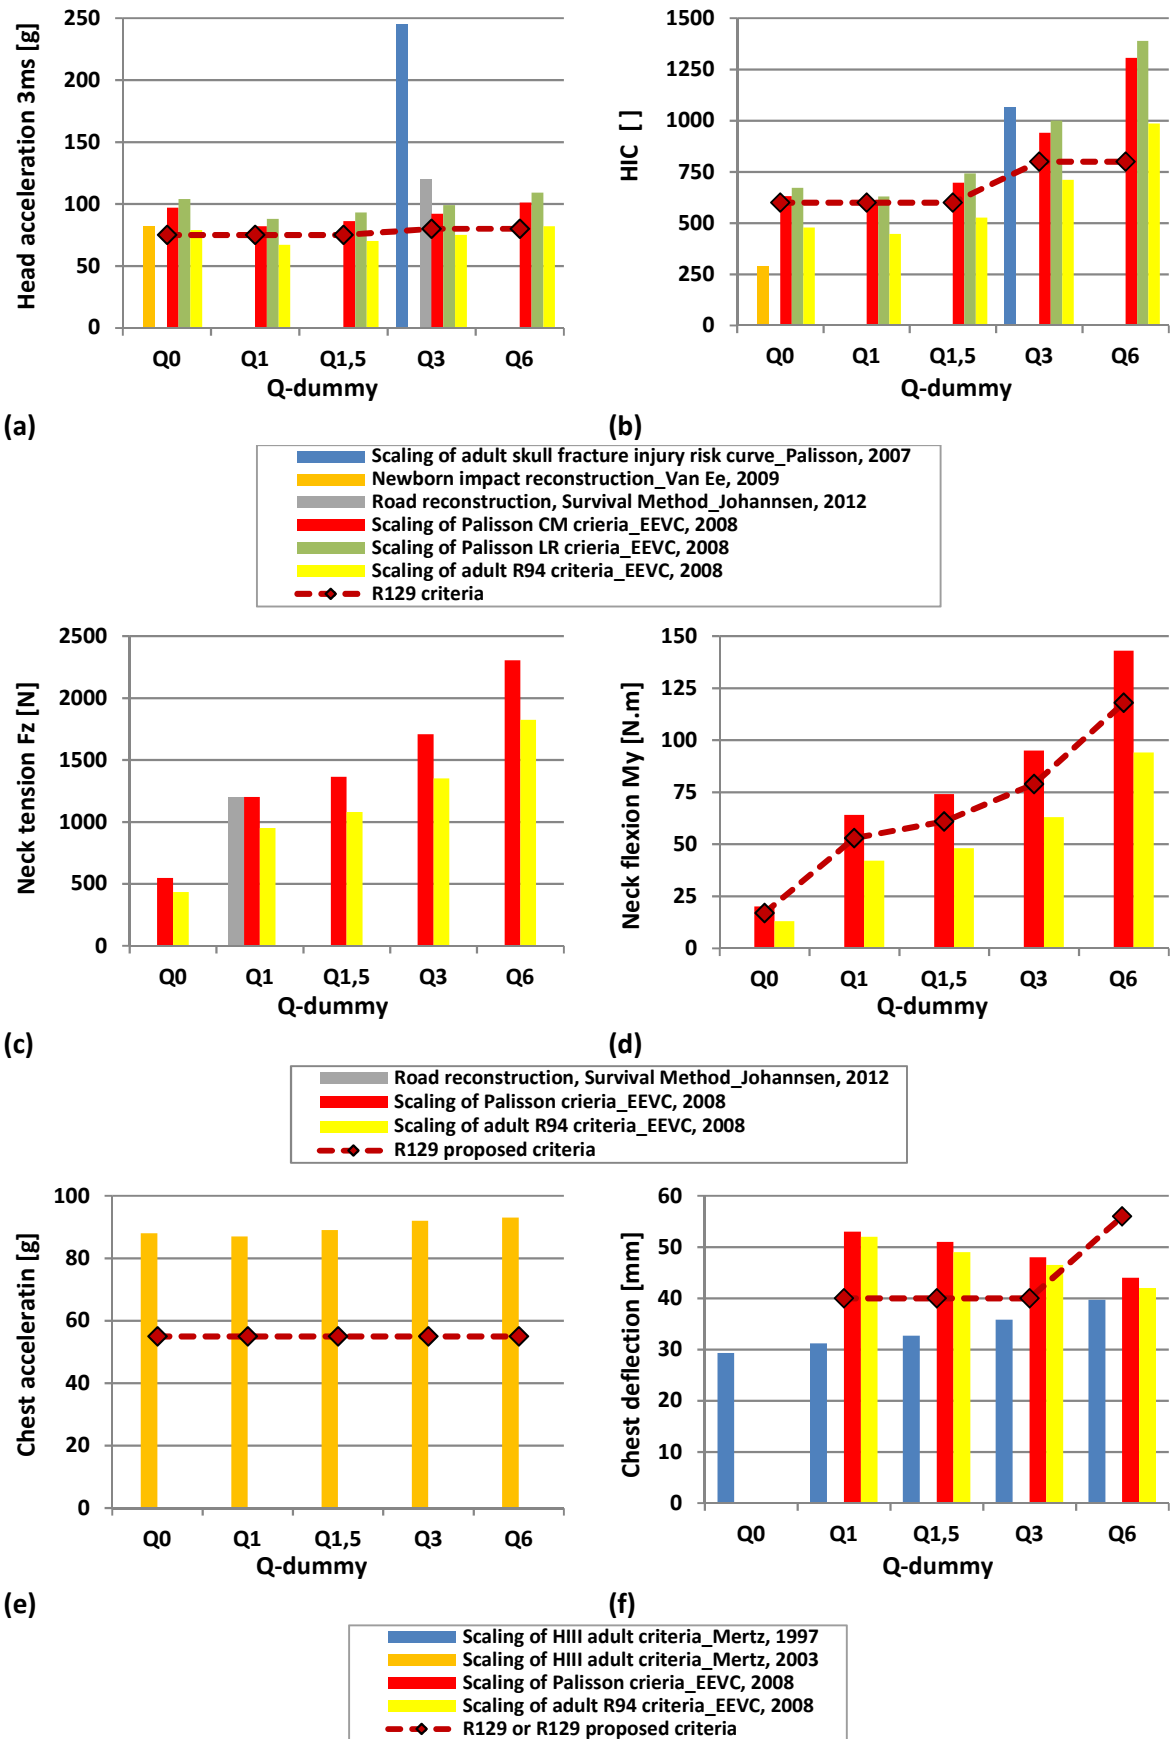 Head acceleration 3ms [g]
250
200
150
100
50
0
Q0 Q1 Q1,5 Q3 Q6
Q-dummy
(a)
HIC [ ]
1500
1250
1000
750
500
250
0
Q0 Q1 Q1,5 Q3 Q6
Q-dummy
(b)
Scaling of adult skull fracture injury risk curve_Palisson, 2007
Newborn impact reconstruction_Van Ee, 2009
Road reconstruction, Survival Method_Johannsen, 2012
Scaling of Palisson CM crieria_EEVC, 2008
Scaling of Palisson LR crieria_EEVC, 2008
Scaling of adult R94 criteria_EEVC, 2008
R129 criteria
Neck tension Fz [N]
2500
2000
1500
1000
500
0
Q0 Q1 Q1,5 Q3 Q6
Q-dummy
(c)
Neck flexion My [N.m]
150
125
100
75
50
25
0
Q0 Q1 Q1,5 Q3 Q6
Q-dummy
(d)
Road reconstruction, Survival Method_Johannsen, 2012
Scaling of Palisson crieria_EEVC, 2008
Scaling of adult R94 criteria_EEVC, 2008
R129 proposed criteria
Chest acceleratin [g]
100
80
60
40
20
0
Q0 Q1 Q1,5 Q3 Q6
Q-dummy
(e)
Chest deflection [mm]
60
50
40
30
20
10
0
Q0 Q1 Q1,5 Q3 Q6
Q-dummy
(f)
Scaling of HIII adult criteria_Mertz, 1997
Scaling of HIII adult criteria_Mertz, 2003
Scaling of Palisson crieria_EEVC, 2008
Scaling of adult R94 criteria_EEVC, 2008
R129 or R129 proposed criteria